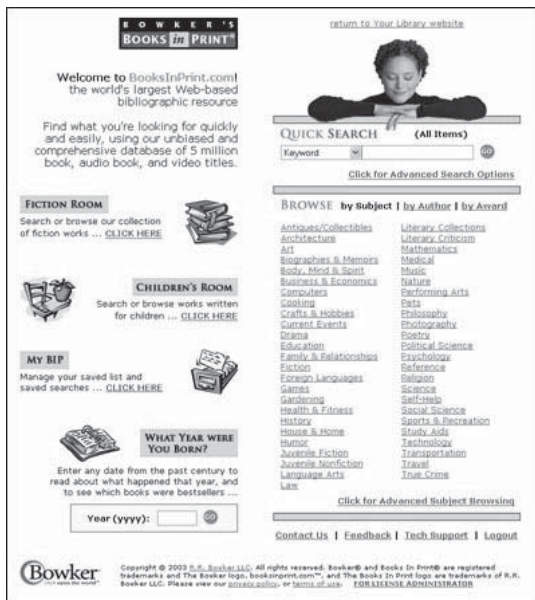 BOWKER'S
BOOKS in PRINT®
Welcome to BooksInPrint.com!
the world's largest Web-based
bibliographic resource
Find what you're looking for quickly
and easily, using our unbiased and
comprehensive database of 5 million
book, audio book, and video titles.
FICTION ROOM
Search or browse our collection
of fiction works ... CLICK HERE
CHILDREN'S ROOM
Search or browse works written
for children ... CLICK HERE
MY BIP
Manage your saved list and
saved searches ... CLICK HERE
WHAT YEAR WERE
YOU BORN?
Enter any date from the past century to
read about what happened that year, and
to see which books were bestsellers ...
Year (yyyy): GO
return to Your Library website
QUICK SEARCH (All Items)
Keyword GO
Click for Advanced Search Options
BROWSE by Subject | by Author | by Award
Antiques/Collectibles
Architecture
Art
Biographies & Memoirs
Body, Mind & Spirit
Business & Economics
Computers
Cooking
Crafts & Hobbies
Current Events
Drama
Education
Family & Relationships
Fiction
Foreign Languages
Games
Gardening
Health & Fitness
History
House & Home
Humor
Juvenile Fiction
Juvenile Nonfiction
Language Arts
Law
Literary Collections
Literary Criticism
Mathematics
Medical
Music
Nature
Performing Arts
Pets
Philosophy
Photography
Poetry
Political Science
Psychology
Reference
Religion
Science
Self-Help
Social Science
Sports & Recreation
Study Aids
Technology
Transportation
Travel
True Crime
Click for Advanced Subject Browsing
Contact Us | Feedback | Tech Support | Logout
Bowker
Copyright © 2003 R.R. Bowker LLC. All rights reserved. Bowker® and Books In Print® are registered
trademarks and The Bowker logo, booksinprint.com™, and The Books In Print logo are trademarks of R.R.
Bowker LLC. Please view our privacy policy, or terms of use. FOR LICENSE ADMINISTRATOR